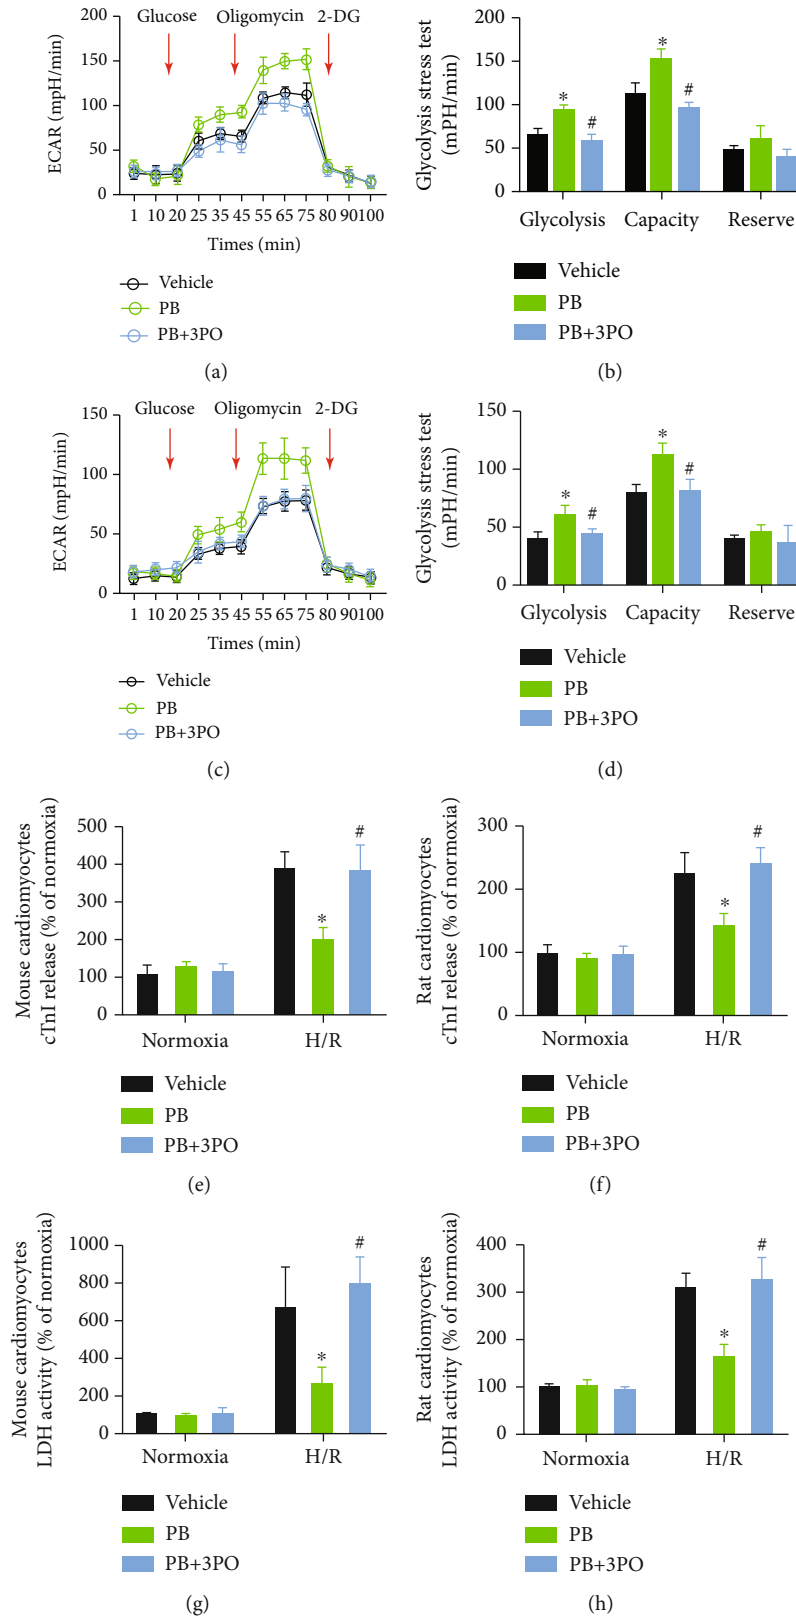 Glucose Oligomycin 2-DG
ECAR (mpH/min)
200
150
100
50
0
1 10 20 25 35 45 55 65 75 80 90 100
Times (min)
Vehicle
PB
PB+3PO
(a)
Glycolysis stress test
(mPH/min)
200
150
100
50
0
* # * #
Glycolysis Capacity Reserve
Vehicle
PB
PB+3PO
(b)
Glucose Oligomycin 2-DG
ECAR (mpH/min)
150
100
50
0
1 10 20 25 35 45 55 65 75 80 90 100
Times (min)
Vehicle
PB
PB+3PO
(c)
Glycolysis stress test
(mPH/min)
150
100
50
0
* # * #
Glycolysis Capacity Reserve
Vehicle
PB
PB+3PO
(d)
Mouse cardiomyocytes
cTnI release (% of normoxia)
500
400
300
200
100
0
* #
Normoxia H/R
Vehicle
PB
PB+3PO
(e)
Rat cardiomyocytes
cTnI release (% of normoxia)
300
200
100
0
* #
Normoxia H/R
Vehicle
PB
PB+3PO
(f)
Mouse cardiomyocytes
LDH activity (% of normoxia)
1000
800
600
400
200
0
* #
Normoxia H/R
Vehicle
PB
PB+3PO
(g)
Rat cardiomyocytes
LDH activity (% of normoxia)
400
300
200
100
0
* #
Normoxia H/R
Vehicle
PB
PB+3PO
(h)